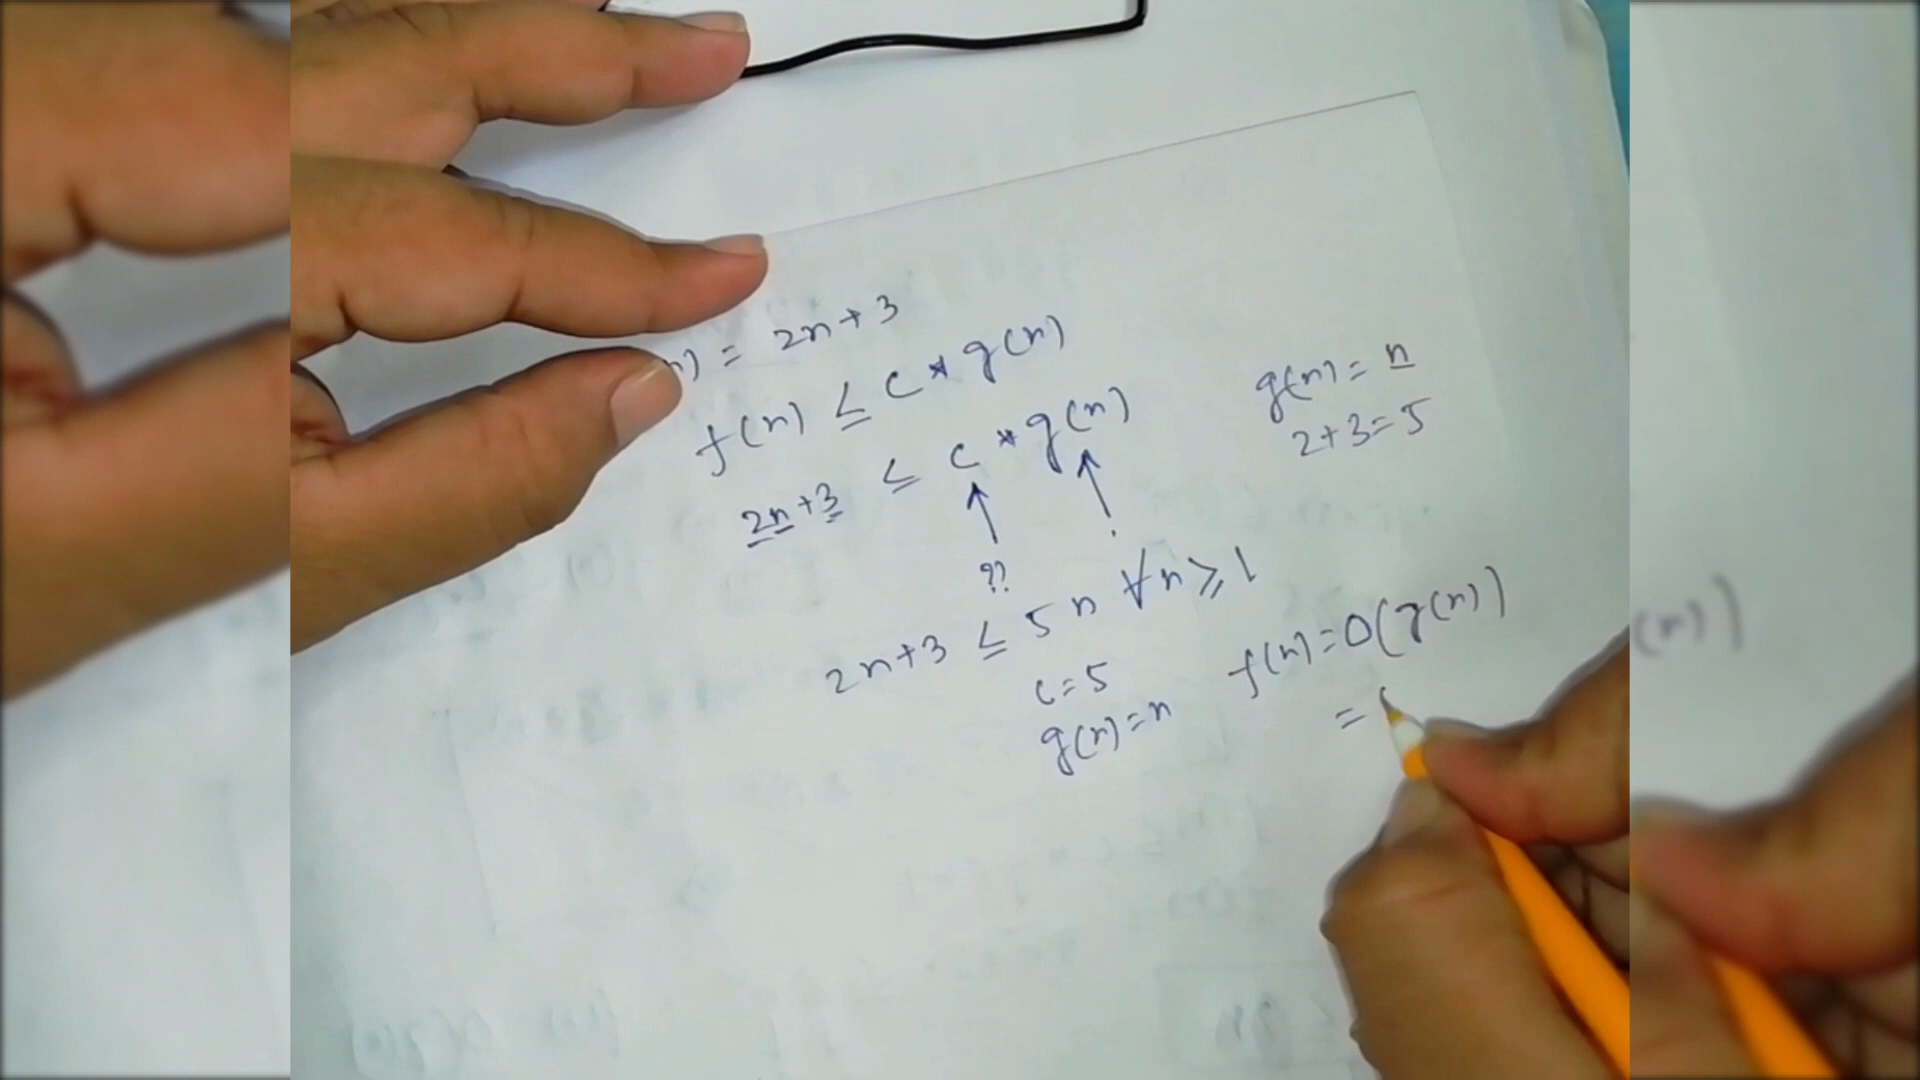 n) = 2n+3
f(n) ≤ c * g(n)
g(n) = n
2+3=5
2n+3 ≤ c * g(n)
??
2n+3 ≤ 5n ∀n ≥ 1
c=5
g(n)=n
f(n)=O(g(n))
=